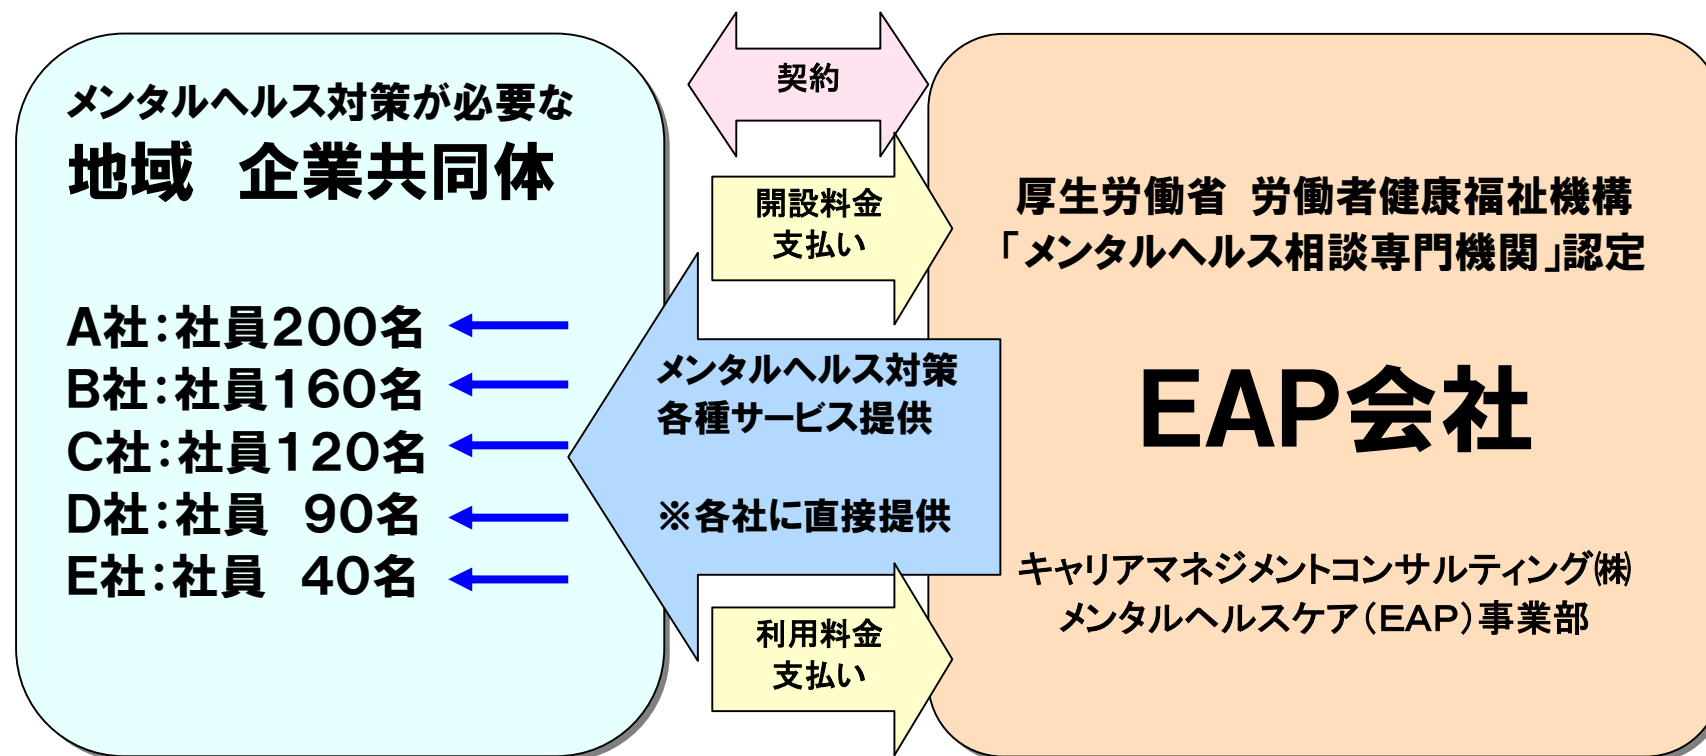 メンタルヘルス対策が必要な
地域　企業共同体
A社：社員200名
B社：社員160名
C社：社員120名
D社：社員　90名
E社：社員　40名
契約
開設料金
支払い
メンタルヘルス対策
各種サービス提供
※各社に直接提供
利用料金
支払い
厚生労働省　労働者健康福祉機構
「メンタルヘルス相談専門機関」認定
EAP会社
キャリアマネジメントコンサルティング㈱
メンタルヘルスケア（EAP）事業部